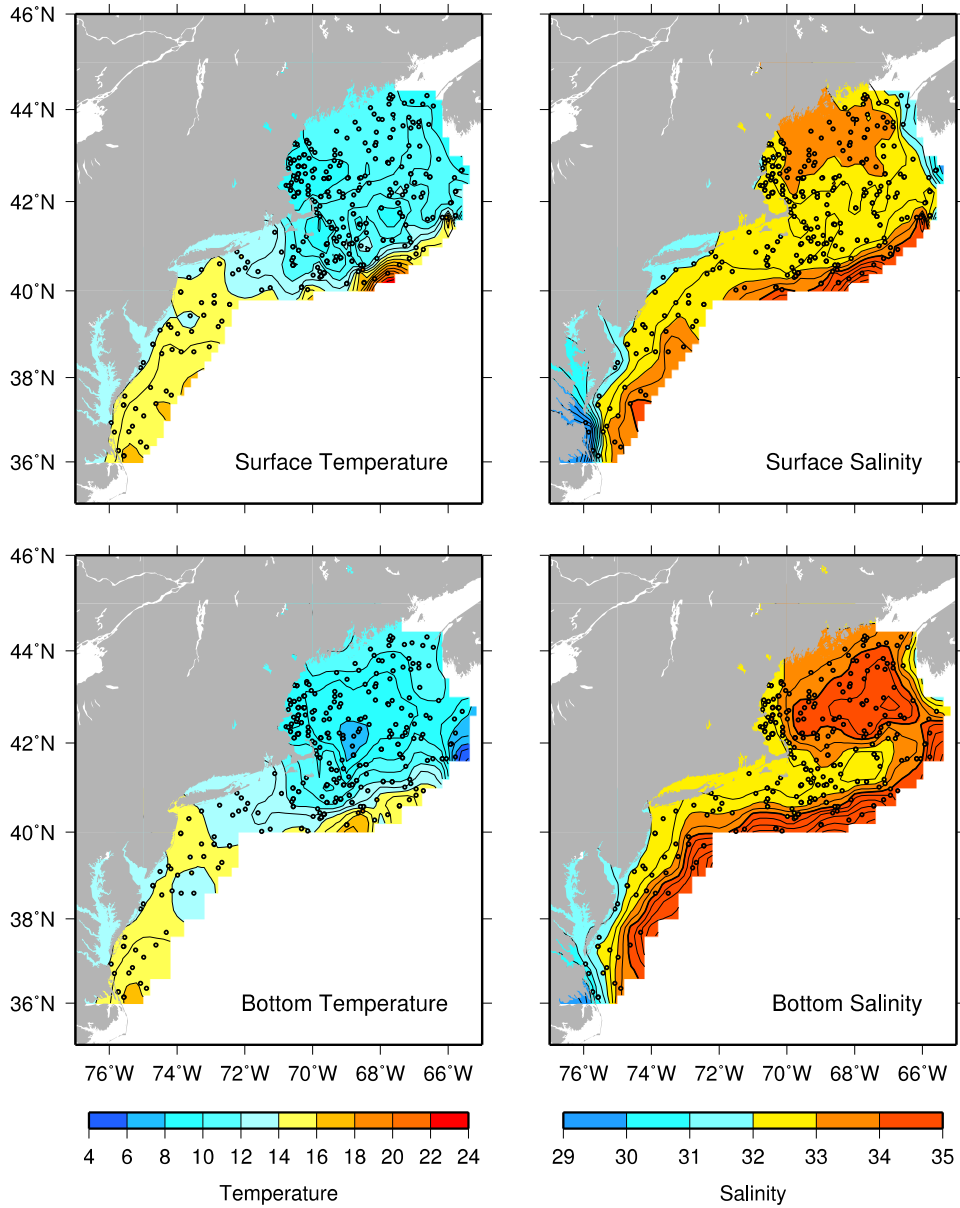 46˚N
44˚N
42˚N
40˚N
38˚N
36˚N
Surface Temperature
Surface Salinity
46˚N
44˚N
42˚N
40˚N
38˚N
36˚N
Bottom Temperature
Bottom Salinity
76˚W 74˚W 72˚W 70˚W 68˚W 66˚W
76˚W 74˚W 72˚W 70˚W 68˚W 66˚W
4 6 8 10 12 14 16 18 20 22 24
Temperature
29 30 31 32 33 34 35
Salinity